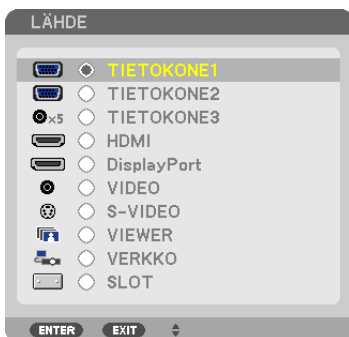 LÄHDE
TIETOKONE1
TIETOKONE2
×5 TIETOKONE3
HDMI
DisplayPort
VIDEO
S-VIDEO
VIEWER
VERKKO
SLOT
ENTER EXIT